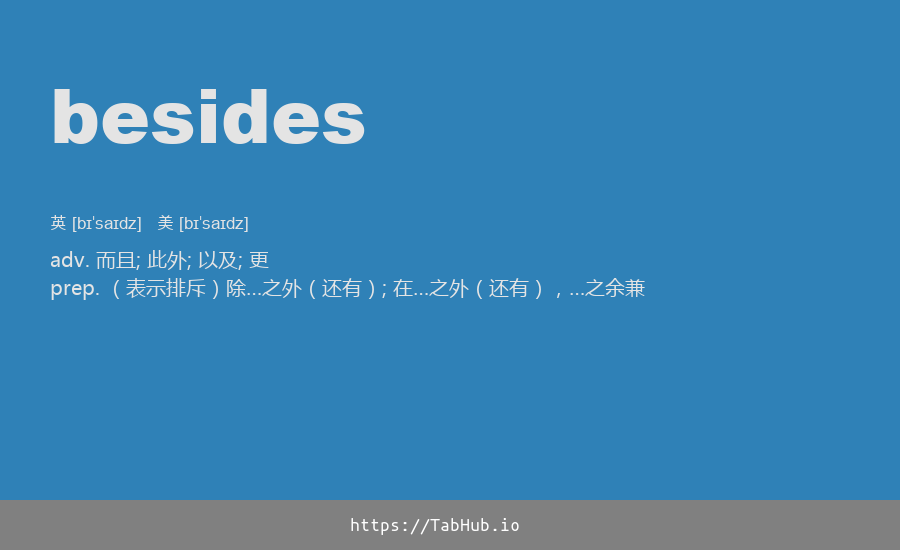 besides
英 [bɪˈsaɪdz] 美 [bɪˈsaɪdz]
adv. 而且; 此外; 以及; 更
prep. （表示排斥）除…之外（还有）; 在…之外（还有），…之余兼
https://TabHub.io